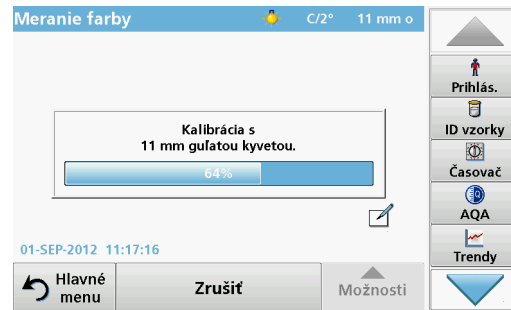 Meranie farby C/2° 11 mm o
Kalibrácia s
11 mm guľatou kyvetou.
64%
01-SEP-2012 11:17:16
Hlavné
menu
Zrušiť
Možnosti
Prihlás.
ID vzorky
Časovač
AQA
Trendy